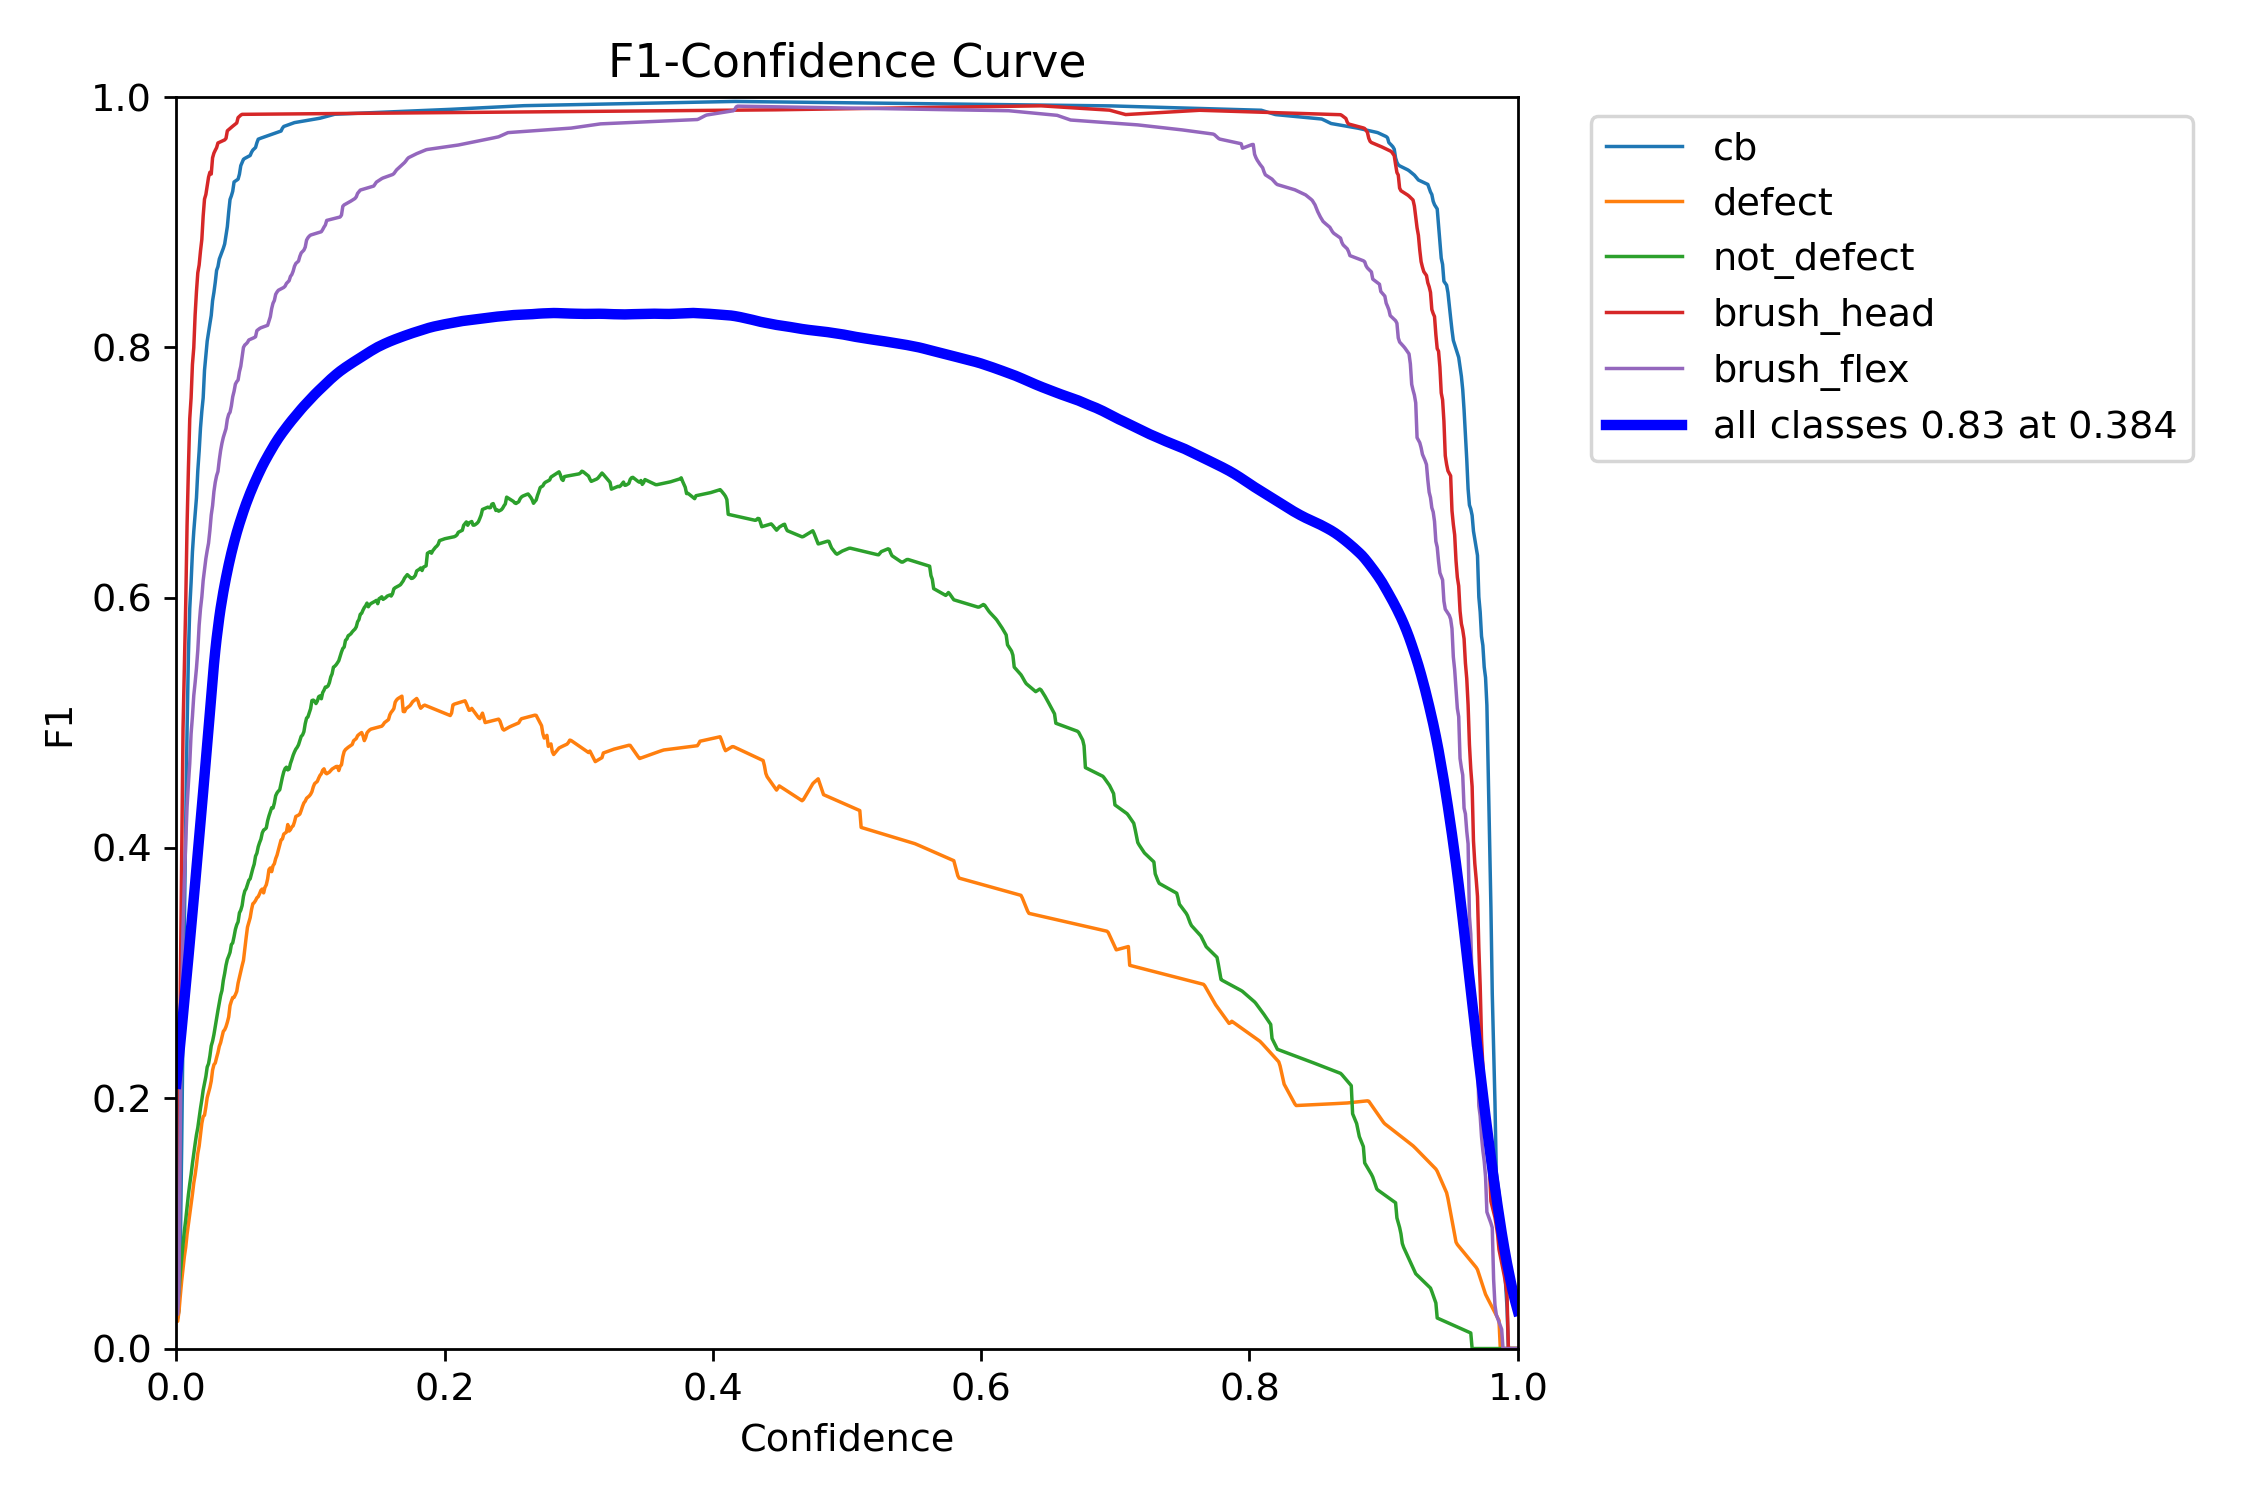 F1-Confidence Curve
1.0
0.8
0.6
0.4
0.2
0.0
F1
0.0 0.2 0.4 0.6 0.8 1.0
Confidence
cb
defect
not_defect
brush_head
brush_flex
all classes 0.83 at 0.384